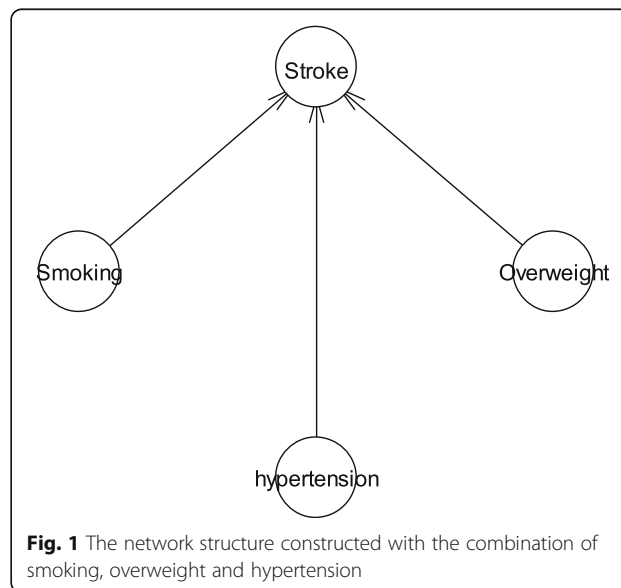 Stroke
Smoking
Overweight
hypertension
Fig. 1 The network structure constructed with the combination of
smoking, overweight and hypertension